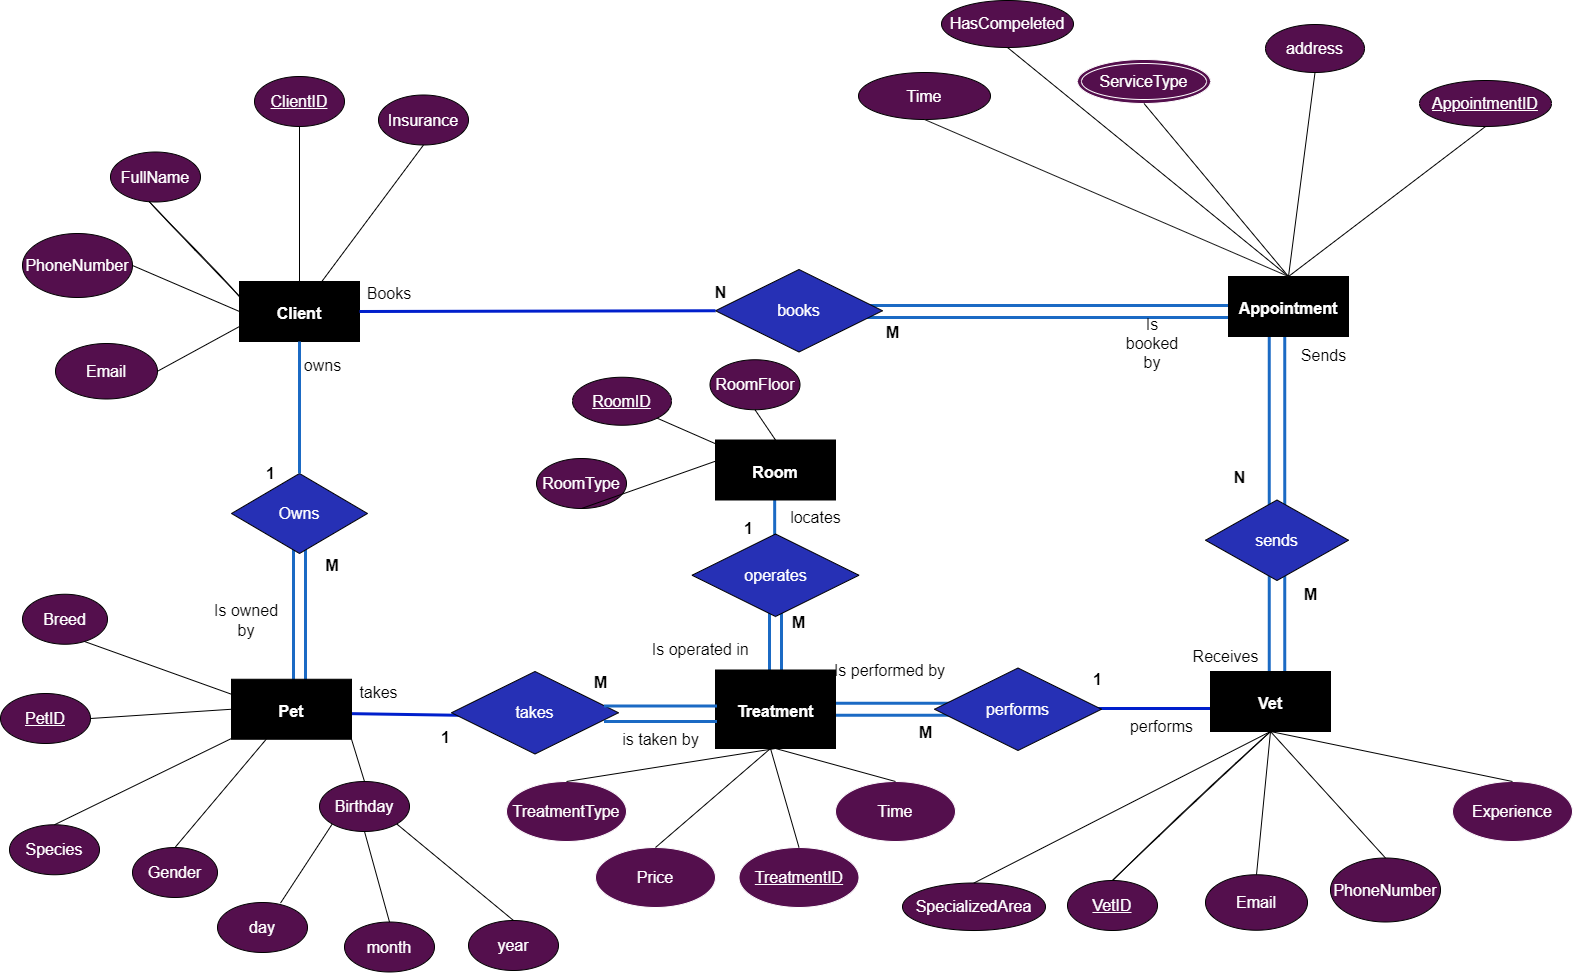 HasCompeleted
address
ServiceType
Time
AppointmentID
ClientID
Insurance
FullName
PhoneNumber
Email
Client
Books
N
books
M
Is
booked
by
Appointment
Sends
owns
RoomID
RoomFloor
RoomType
Room
locates
1
operates
M
Is operated in
1
Owns
M
Is owned
by
N
sends
M
Receives
Breed
PetID
Pet
takes
1
takes
M
is taken by
Treatment
Is performed by
M
performs
1
performs
Vet
Species
Gender
Birthday
day
month
year
TreatmentType
Time
Price
TreatmentID
SpecializedArea
VetID
Email
PhoneNumber
Experience